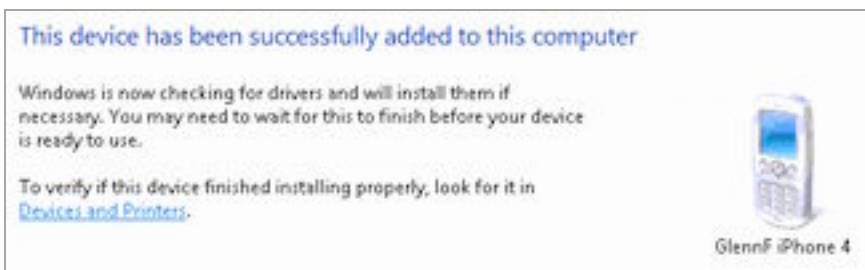 This device has been successfully added to this computer
Windows is now checking for drivers and will install them if
necessary. You may need to wait for this to finish before your device
is ready to use.
To verify if this device finished installing properly, look for it in
Devices and Printers.
GlennF iPhone 4